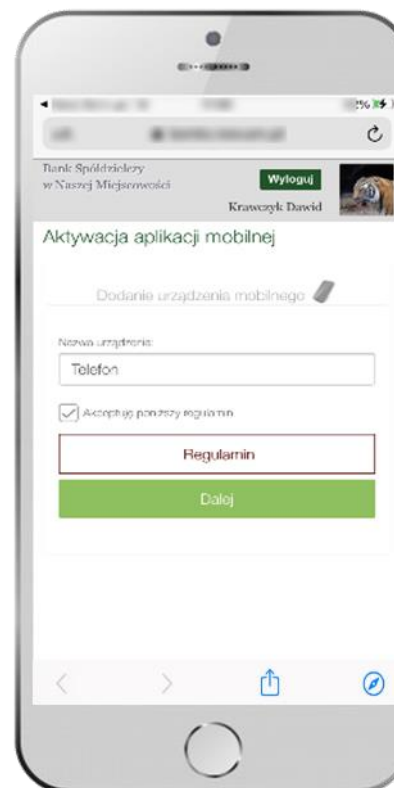 Bank Spółdzielczy
w Naszej Miejscowości
Wyloguj
Krawczyk Dawid
Aktywacja aplikacji mobilnej
Dodanie urządzenia mobilnego
Nazwa urządzenia:
Telefon
Akceptuję poniższy regulamin
Regulamin
Dalej